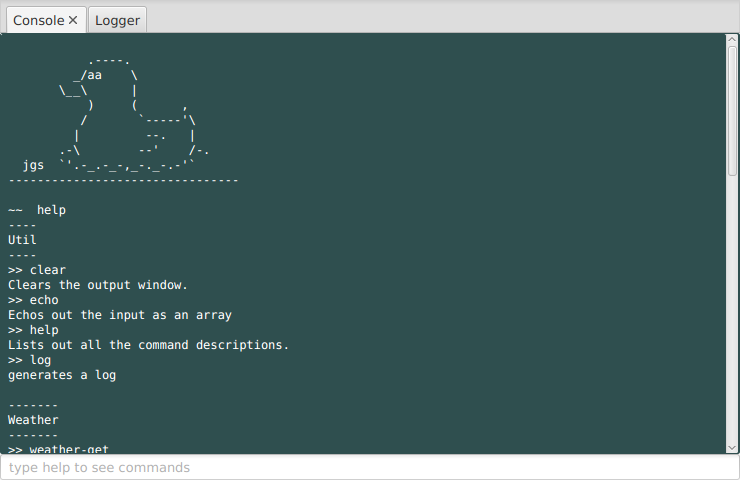 Console ✕ Logger
              .----.
           _/aa    \
         \__\      |
             )     (      ,
            /       `-----'\
           |         --.   |
         .-\        --'    /-.
    jgs  `'.-_.-_-,_-._-.-'`
--------------------------------
~~  help
----
Util
----
>> clear
Clears the output window.
>> echo
Echos out the input as an array
>> help
Lists out all the command descriptions.
>> log
generates a log
-------
Weather
-------
>> weather-get
type help to see commands